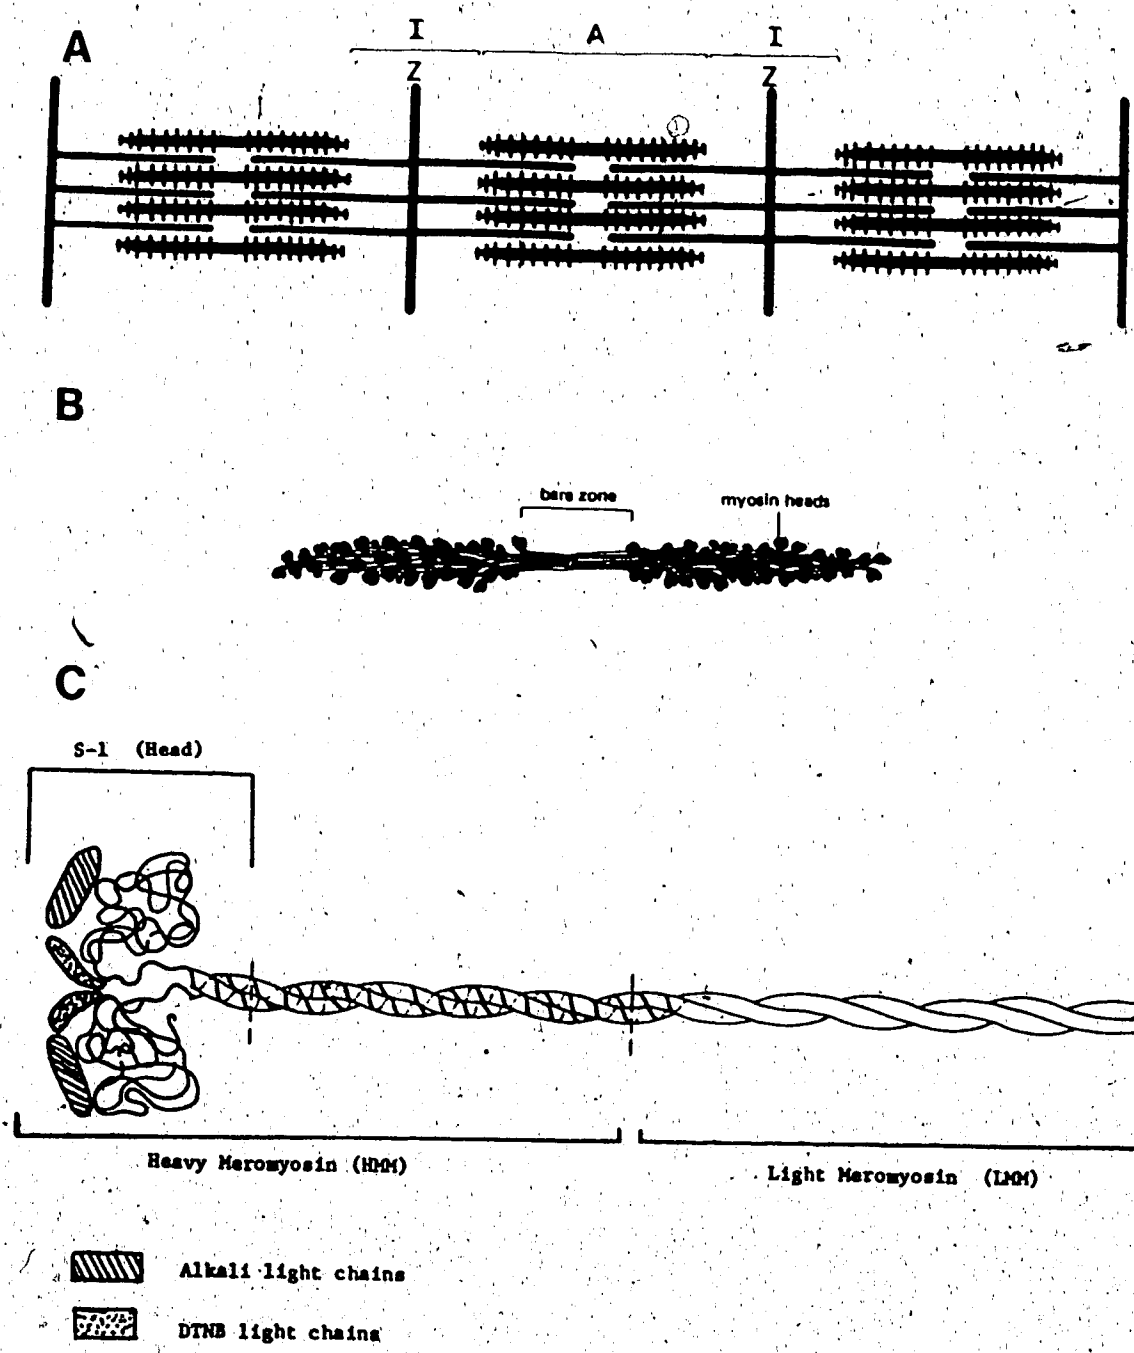 A
I A I
Z Z
B
bare zone
myosin heads
C
S-1 (Head)
Heavy Meromyosin (HMM)
Light Meromyosin (LMM)
Alkali light chains
DTNB light chains